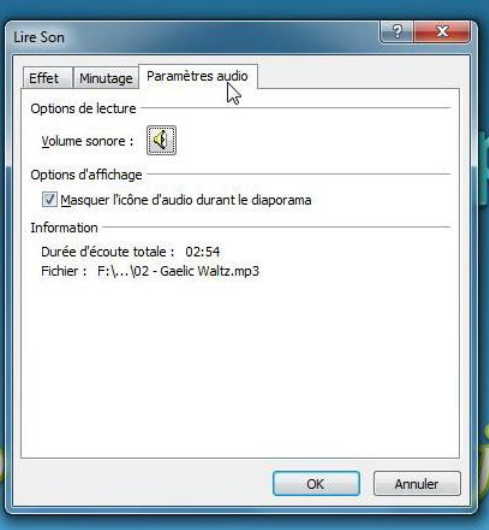 Lire Son
Effet Minutage Paramètres audio
Options de lecture
Volume sonore :
Options d'affichage
Masquer l'icône d'audio durant le diaporama
Information
Durée d'écoute totale : 02:54
Fichier : F:\...\02 - Gaelic Waltz.mp3
OK Annuler